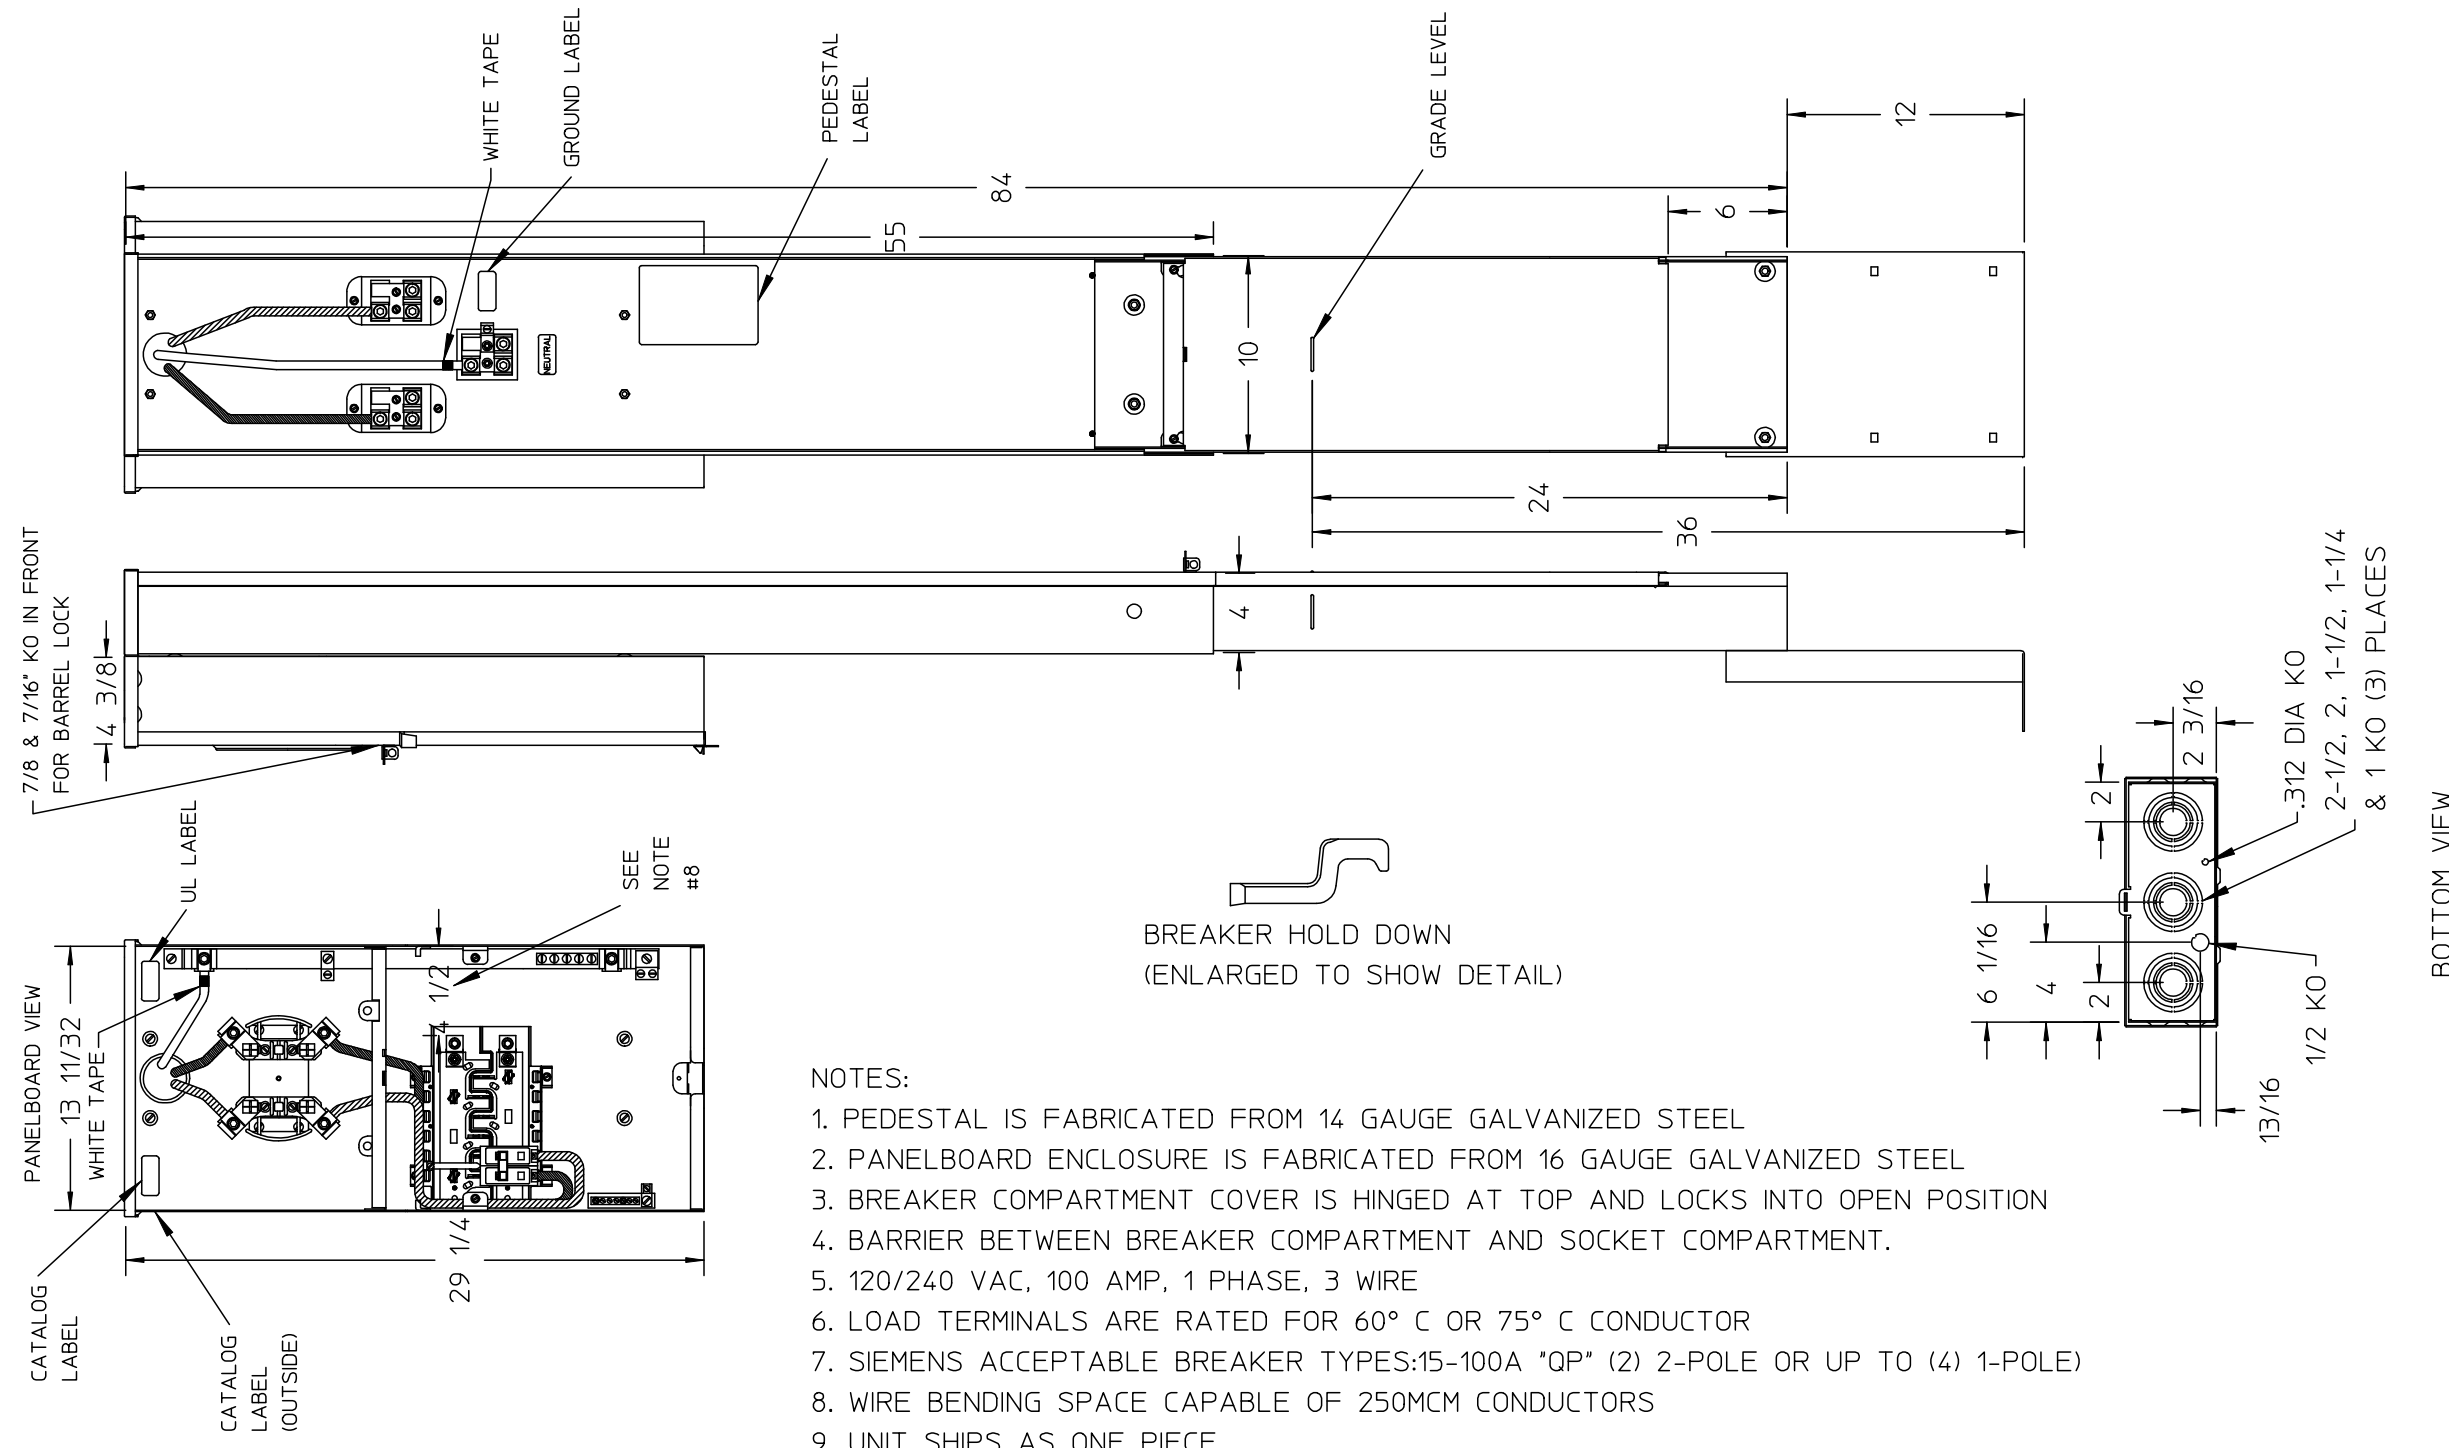 7/8 & 7/16" KO IN FRONT
FOR BARREL LOCK
4 3/8
WHITE TAPE
GROUND LABEL
PEDESTAL
LABEL
GRADE LEVEL
84
55
NEUTRAL
10
6
12
24
36
4
PANELBOARD VIEW
13 11/32
WHITE TAPE
UL LABEL
SEE
NOTE
#8
4 1/2
29 1/4
CATALOG
LABEL
CATALOG
LABEL
(OUTSIDE)
BREAKER HOLD DOWN
(ENLARGED TO SHOW DETAIL)
2
2 3/16
.312 DIA KO
2-1/2, 2, 1-1/2, 1-1/4
& 1 KO (3) PLACES
6 1/16
4
2
1/2 KO
13/16
BOTTOM VIEW
NOTES:
1. PEDESTAL IS FABRICATED FROM 14 GAUGE GALVANIZED STEEL
2. PANELBOARD ENCLOSURE IS FABRICATED FROM 16 GAUGE GALVANIZED STEEL
3. BREAKER COMPARTMENT COVER IS HINGED AT TOP AND LOCKS INTO OPEN POSITION
4. BARRIER BETWEEN BREAKER COMPARTMENT AND SOCKET COMPARTMENT.
5. 120/240 VAC, 100 AMP, 1 PHASE, 3 WIRE
6. LOAD TERMINALS ARE RATED FOR 60° C OR 75° C CONDUCTOR
7. SIEMENS ACCEPTABLE BREAKER TYPES:15-100A "QP" (2) 2-POLE OR UP TO (4) 1-POLE)
8. WIRE BENDING SPACE CAPABLE OF 250MCM CONDUCTORS
9. UNIT SHIPS AS ONE PIECE